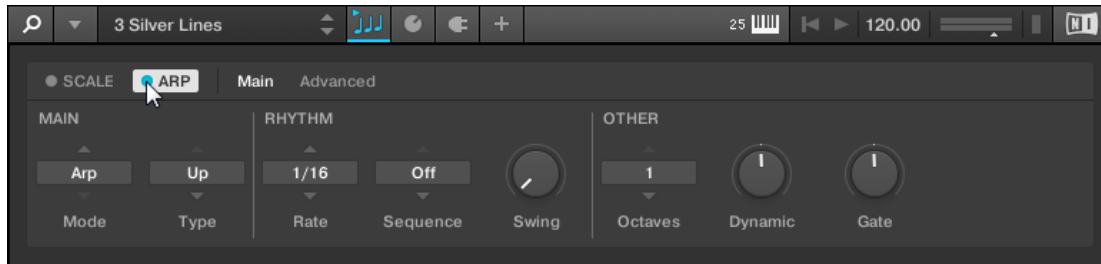 3 Silver Lines 25 120.00 NI
SCALE ARP Main Advanced
MAIN RHYTHM OTHER
Arp Up 1/16 Off 1
Mode Type Rate Sequence Swing Octaves Dynamic Gate